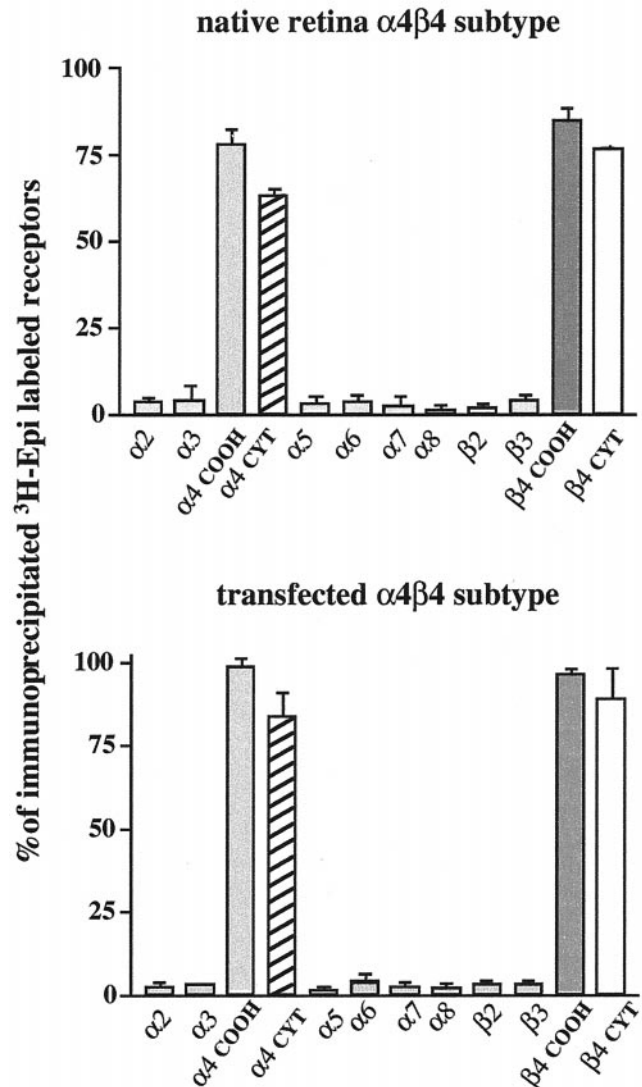 native retina α4β4 subtype
100
75
50
25
0
α2
α3
α4 COOH
α4 CYT
α5
α6
α7
α8
β2
β3
β4 COOH
β4 CYT
% of immunoprecipitated ³H-Epi labeled receptors
transfected α4β4 subtype
100
75
50
25
0
α2
α3
α4 COOH
α4 CYT
α5
α6
α7
α8
β2
β3
β4 COOH
β4 CYT